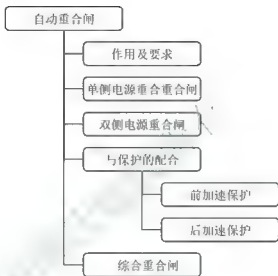 自动重合闸
作用及要求
单侧电源重合重合闸
双侧电源重合闸
与保护的配合
前加速保护
后加速保护
综合重合闸